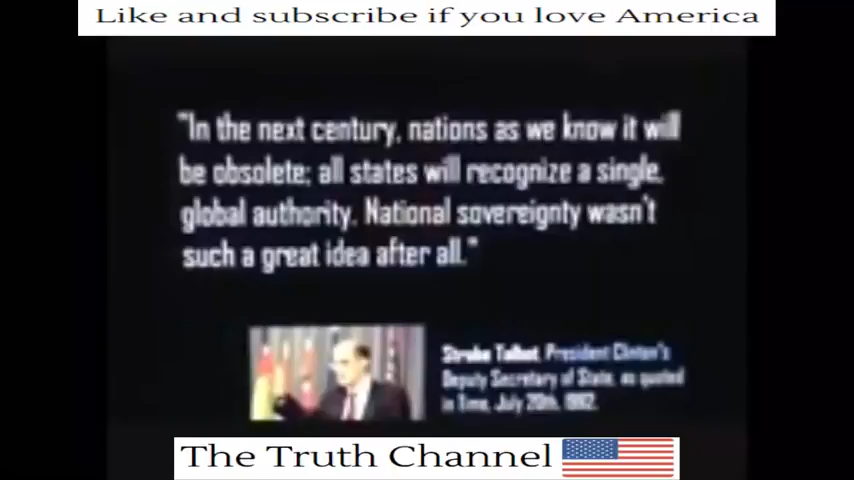 Like and subscribe if you love America
"In the next century, nations as we know it will
be obsolete; all states will recognize a single,
global authority. National sovereignty wasn't
such a great idea after all."
Strobe Talbot, President Clinton's
Deputy Secretary of State, as quoted
in Time, July 20th, 1992.
The Truth Channel